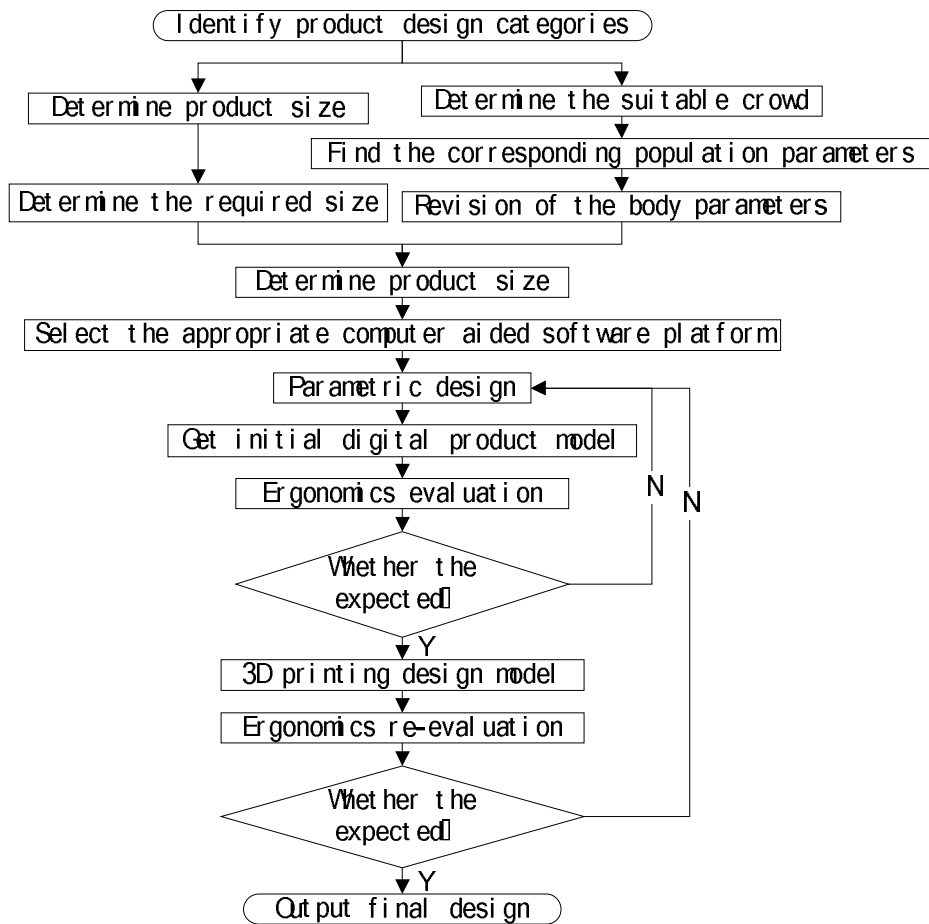 Identify product design categories
Determine product size
Determine the suitable crowd
Find the corresponding population parameters
Determine the required size
Revision of the body parameters
Determine product size
Select the appropriate computer aided software platform
Parametric design
Get initial digital product model
N
N
Ergonomics evaluation
Whether the
expected
Y
3D printing design model
Ergonomics re-evaluation
Whether the
expected
Y
Output final design